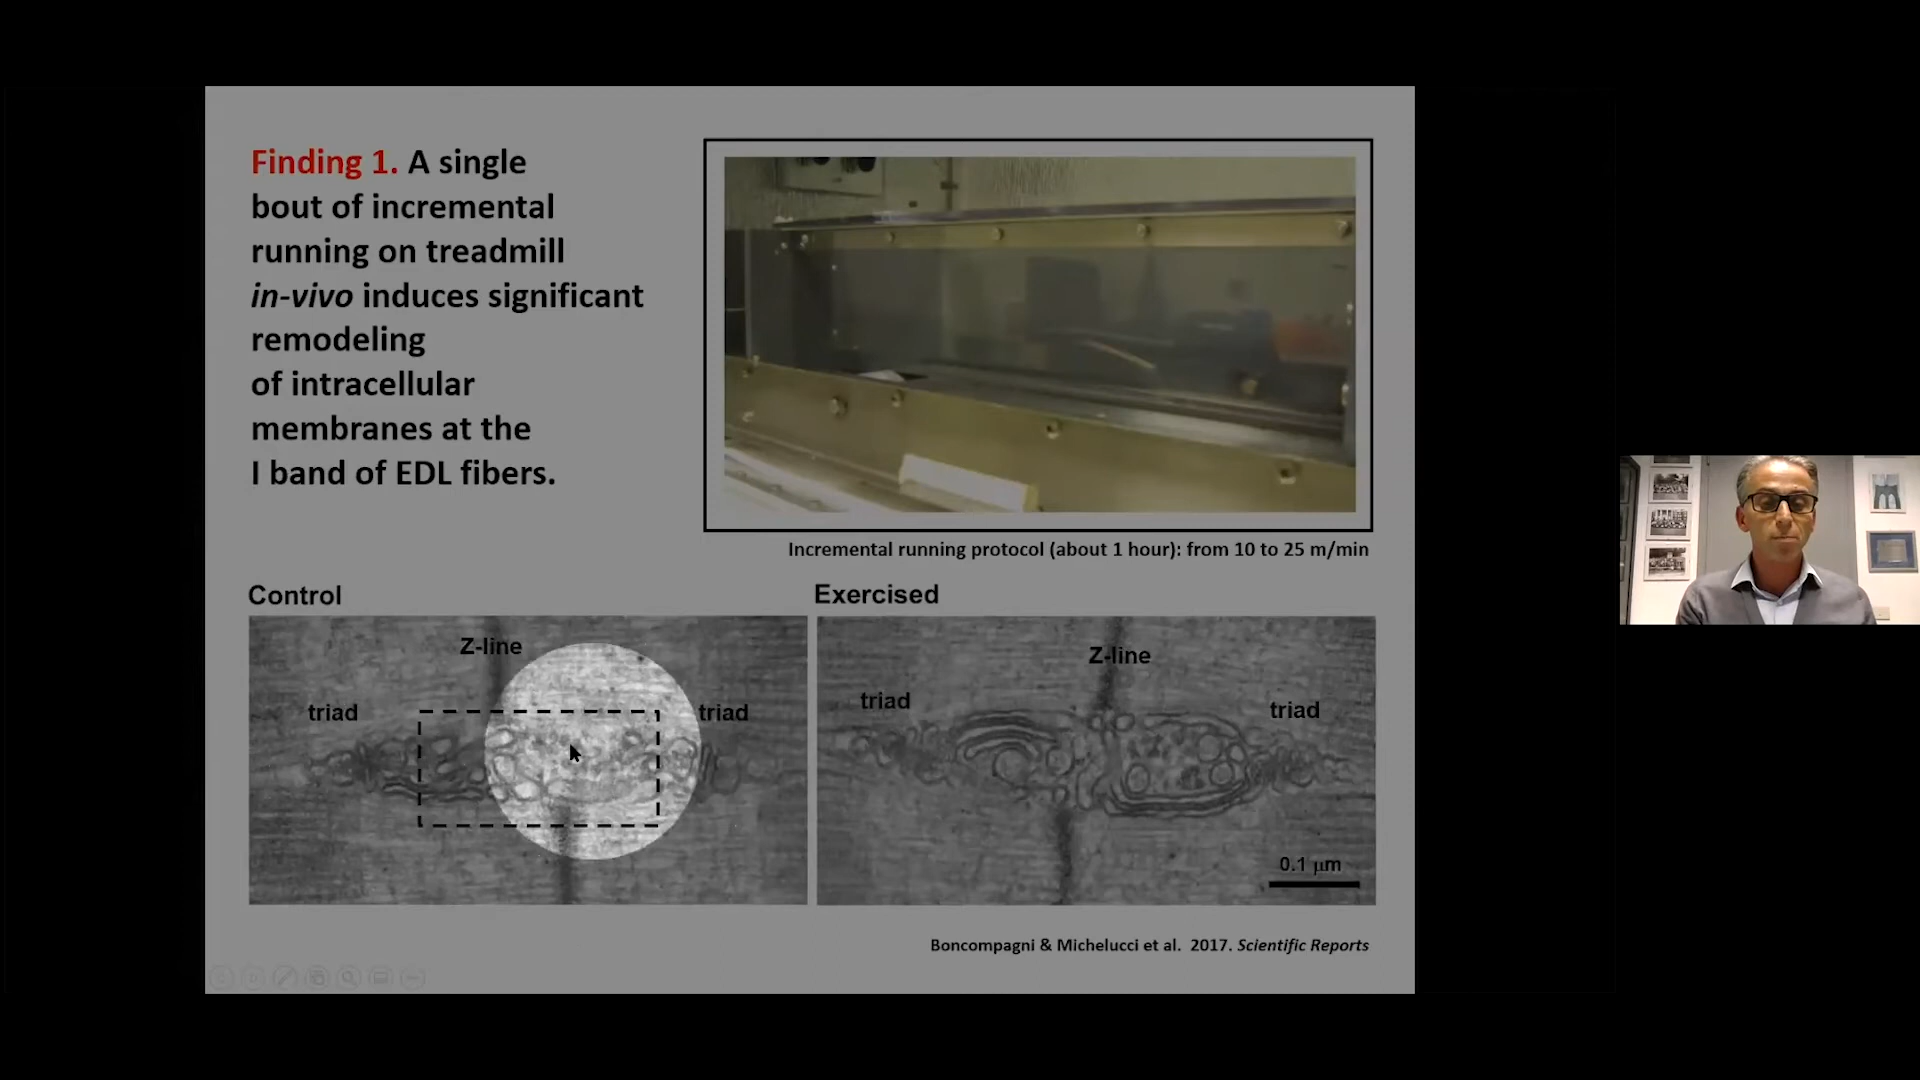 Finding 1. A single
bout of incremental
running on treadmill
in-vivo induces significant
remodeling
of intracellular
membranes at the
I band of EDL fibers.
Incremental running protocol (about 1 hour): from 10 to 25 m/min
Control
Z-line
triad
triad
Exercised
Z-line
triad
triad
0.1 μm
Boncompagni & Michelucci et al. 2017. Scientific Reports